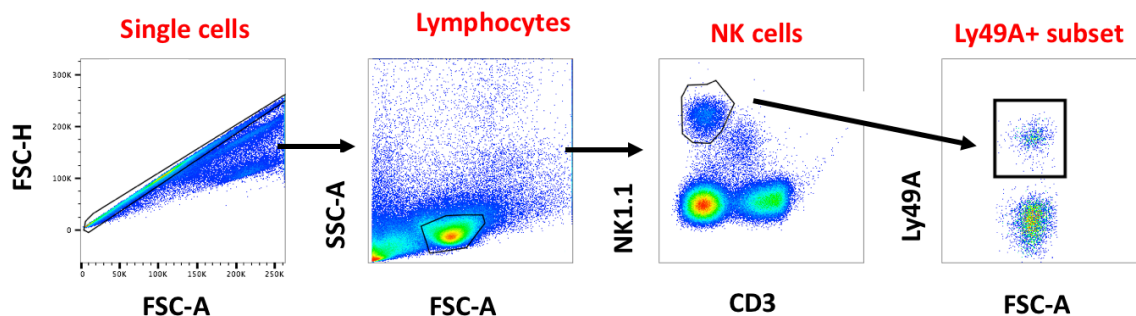 Single cells
Lymphocytes
NK cells
Ly49A+ subset
FSC-H
300K
200K
100K
0
0
50K
100K
150K
200K
250K
FSC-A
SSC-A
FSC-A
NK1.1
CD3
Ly49A
FSC-A